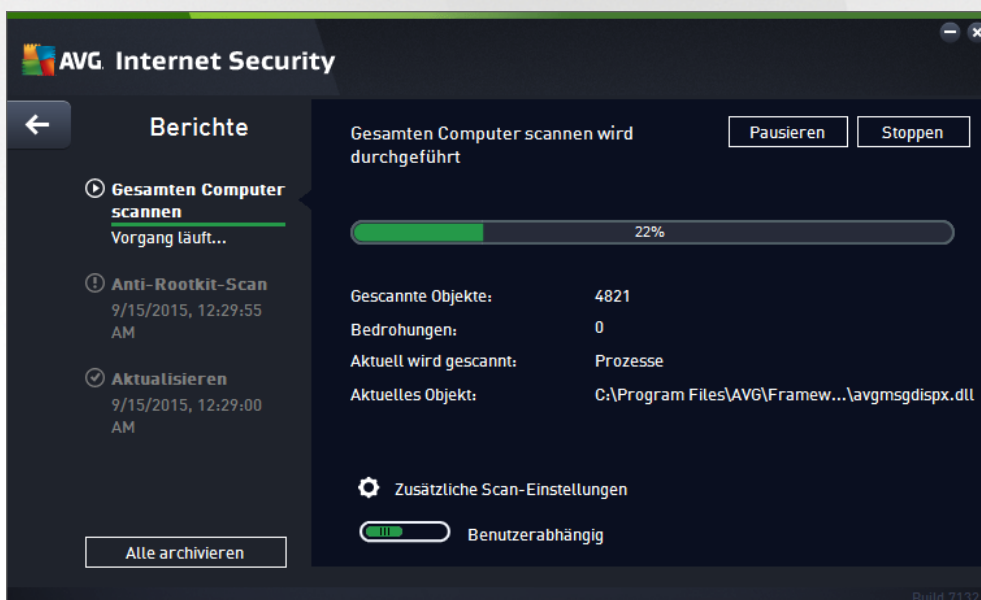 AVG. Internet Security
Berichte
Gesamten Computer
scannen
Vorgang läuft...
Anti-Rootkit-Scan
9/15/2015, 12:29:55
AM
Aktualisieren
9/15/2015, 12:29:00
AM
Alle archivieren
Gesamten Computer scannen wird
durchgeführt
Pausieren
Stoppen
22%
Gescannte Objekte: 4821
Bedrohungen: 0
Aktuell wird gescannt: Prozesse
Aktuelles Objekt: C:\Program Files\AVG\Framew...\avgmsgdispx.dll
Zusätzliche Scan-Einstellungen
Benutzerabhängig
Build 7132